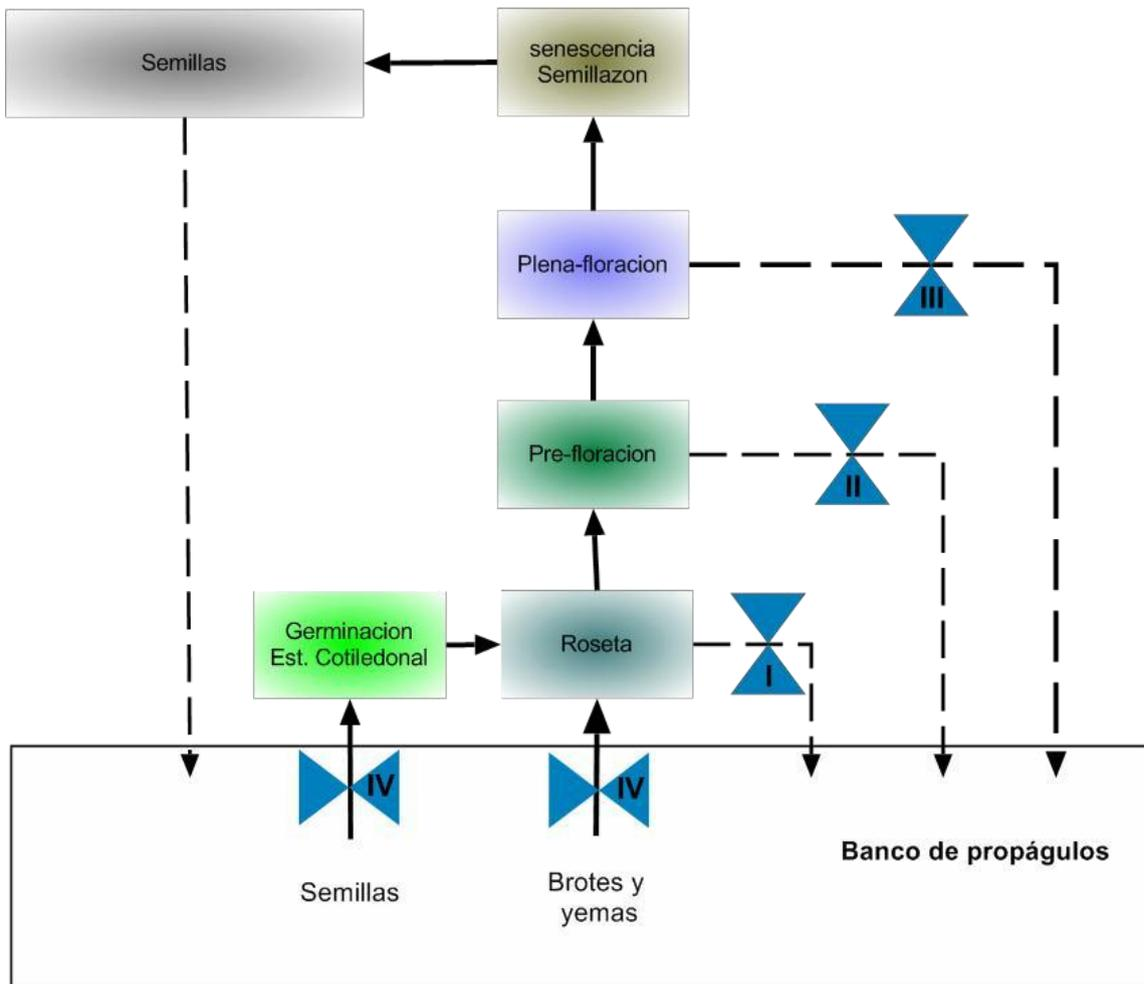 Semillas
senescencia
Semillazon
Plena-floracion
III
Pre-floracion
II
Germinacion
Est. Cotiledonal
Roseta
I
IV
IV
Semillas
Brotes y
yemas
Banco de propágulos